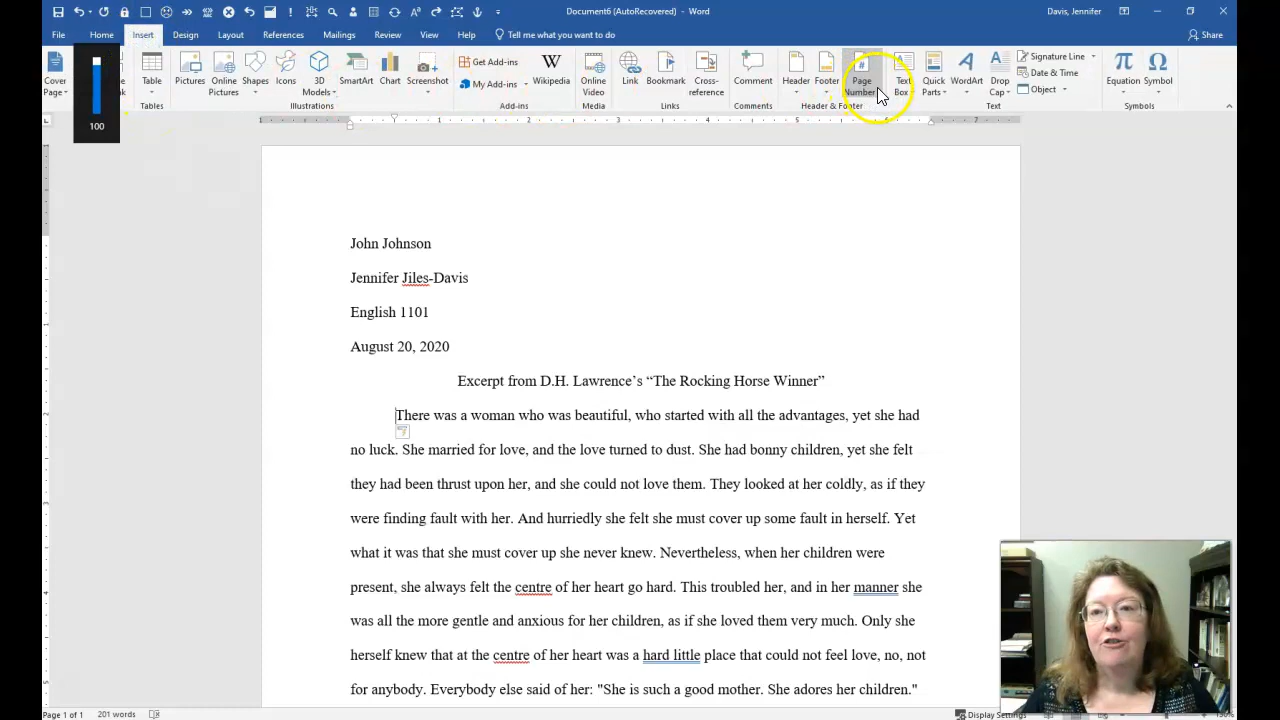 Document6 (AutoRecovered) - Word
Davis, Jennifer
File Home Insert Design Layout References Mailings Review View Help Tell me what you want to do
Share
Cover Page
Table
Pictures
Online Pictures
Shapes
Icons
3D Models
SmartArt
Chart
Screenshot
Get Add-ins
My Add-ins
Wikipedia
Online Video
Link
Bookmark
Cross-reference
Comment
Header
Footer
Page Number
Text Box
Quick Parts
WordArt
Drop Cap
Signature Line
Date & Time
Object
Equation
Symbol
Tables Illustrations Add-ins Media Links Comments Header & Footer Text Symbols
100
John Johnson
Jennifer Jiles-Davis
English 1101
August 20, 2020
Excerpt from D.H. Lawrence’s “The Rocking Horse Winner”
There was a woman who was beautiful, who started with all the advantages, yet she had
no luck. She married for love, and the love turned to dust. She had bonny children, yet she felt
they had been thrust upon her, and she could not love them. They looked at her coldly, as if they
were finding fault with her. And hurriedly she felt she must cover up some fault in herself. Yet
what it was that she must cover up she never knew. Nevertheless, when her children were
present, she always felt the centre of her heart go hard. This troubled her, and in her manner she
was all the more gentle and anxious for her children, as if she loved them very much. Only she
herself knew that at the centre of her heart was a hard little place that could not feel love, no, not
for anybody. Everybody else said of her: "She is such a good mother. She adores her children."
Page 1 of 1 201 words
Display Settings